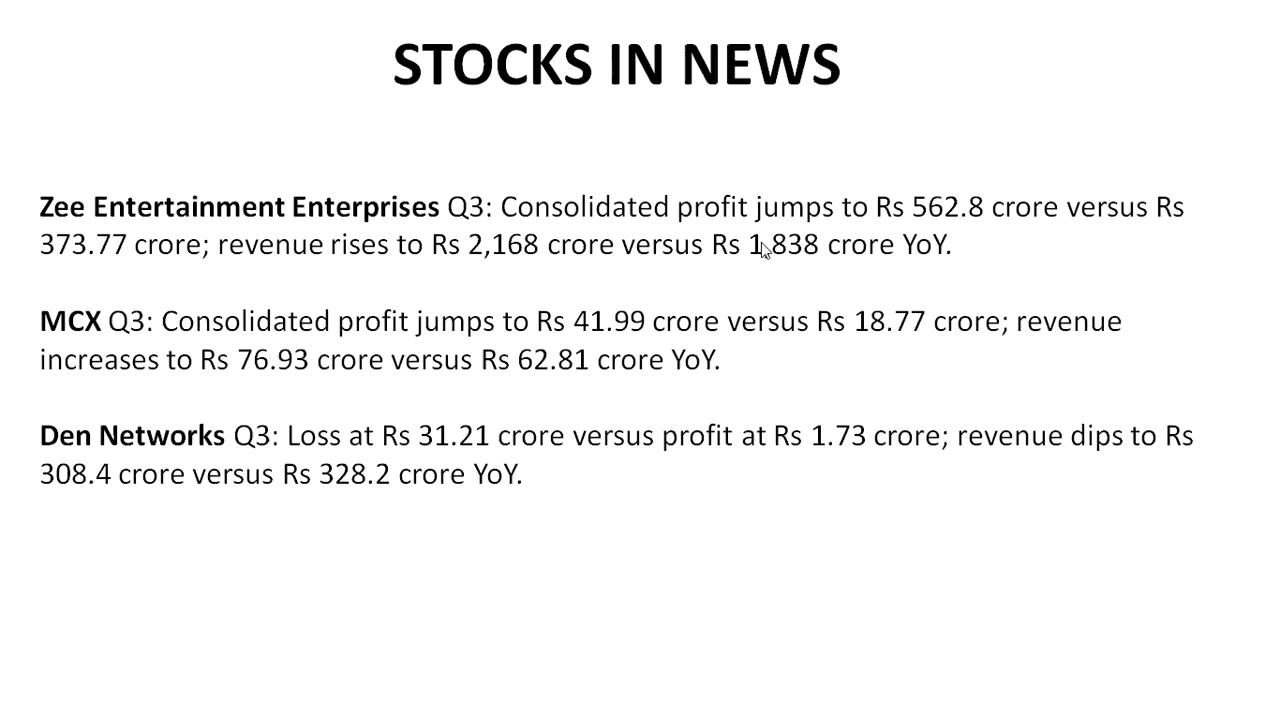 STOCKS IN NEWS
Zee Entertainment Enterprises Q3: Consolidated profit jumps to Rs 562.8 crore versus Rs
373.77 crore; revenue rises to Rs 2,168 crore versus Rs 1,838 crore YoY.
MCX Q3: Consolidated profit jumps to Rs 41.99 crore versus Rs 18.77 crore; revenue
increases to Rs 76.93 crore versus Rs 62.81 crore YoY.
Den Networks Q3: Loss at Rs 31.21 crore versus profit at Rs 1.73 crore; revenue dips to Rs
308.4 crore versus Rs 328.2 crore YoY.